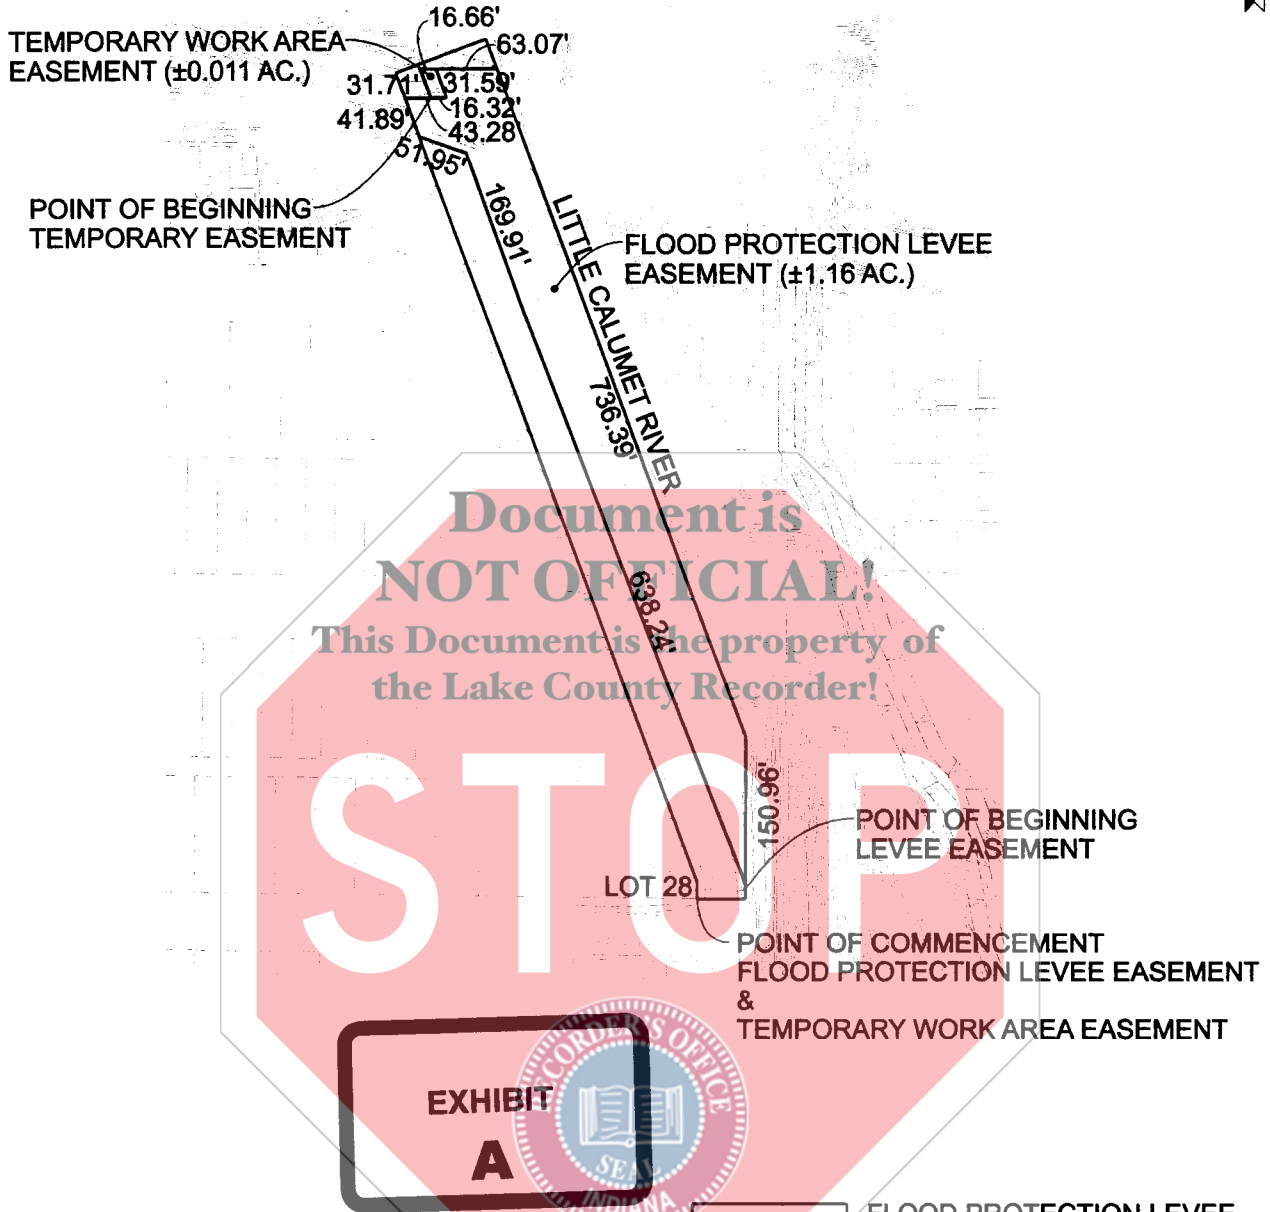 16.66'
TEMPORARY WORK AREA
EASEMENT (±0.011 AC.)
63.07'
31.71'
31.59'
16.32'
41.89'
43.28'
51.95'
POINT OF BEGINNING
TEMPORARY EASEMENT
169.91'
LITTLE CALUMET RIVER
FLOOD PROTECTION LEVEE
EASEMENT (±1.16 AC.)
736.39'
Document is
NOT OFFICIAL!
638.24'
This Document is the property of
the Lake County Recorder!
STOP
150.96'
POINT OF BEGINNING
LEVEE EASEMENT
LOT 28
POINT OF COMMENCEMENT
FLOOD PROTECTION LEVEE EASEMENT
&
TEMPORARY WORK AREA EASEMENT
EXHIBIT
A
RECORDER'S OFFICE
SEAL
INDIANA
FLOOD PROTECTION LEVEE